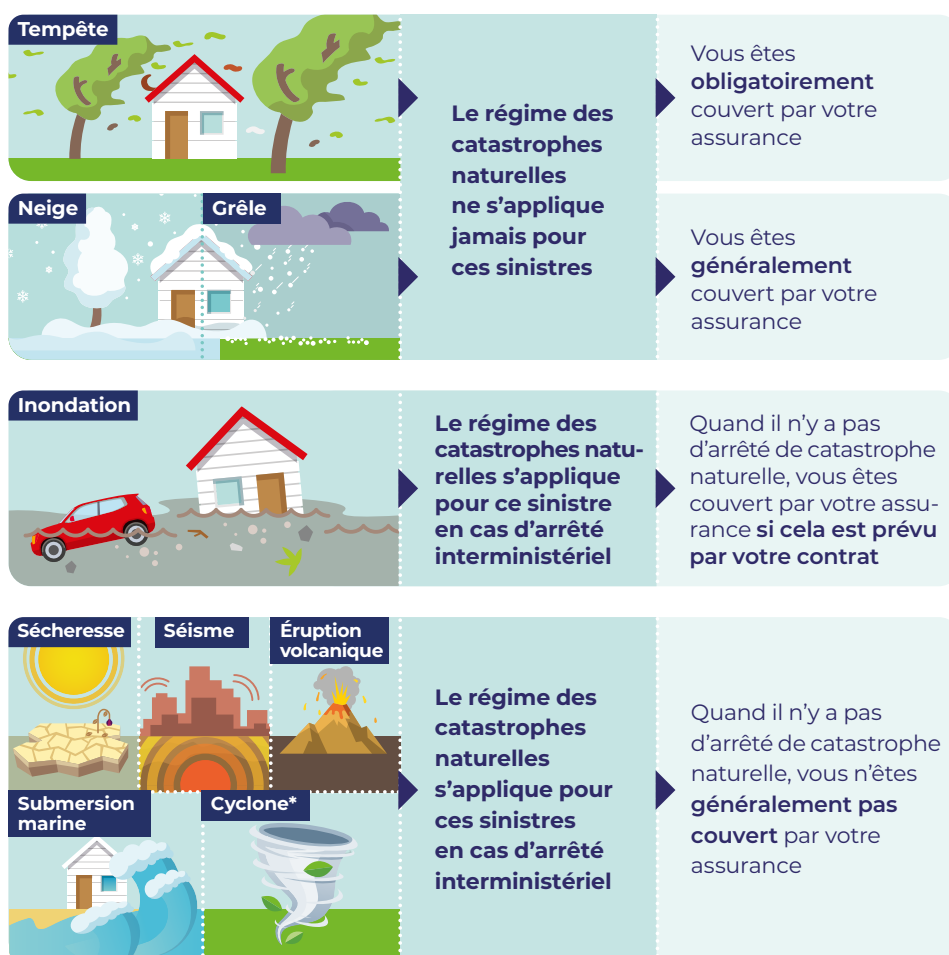 Tempête
Neige
Grêle
Le régime des
catastrophes
naturelles
ne s’applique
jamais pour
ces sinistres
Vous êtes
obligatoirement
couvert par votre
assurance
Vous êtes
généralement
couvert par votre
assurance
Inondation
Le régime des
catastrophes natu-
relles s’applique
pour ce sinistre
en cas d’arrêté
interministériel
Quand il n’y a pas
d’arrêté de catastrophe
naturelle, vous êtes
couvert par votre assu-
rance si cela est prévu
par votre contrat
Sécheresse
Séisme
Éruption
volcanique
Submersion
marine
Cyclone*
Le régime des
catastrophes
naturelles
s’applique pour
ces sinistres
en cas d’arrêté
interministériel
Quand il n’y a pas
d’arrêté de catastrophe
naturelle, vous n’êtes
généralement pas
couvert par votre
assurance